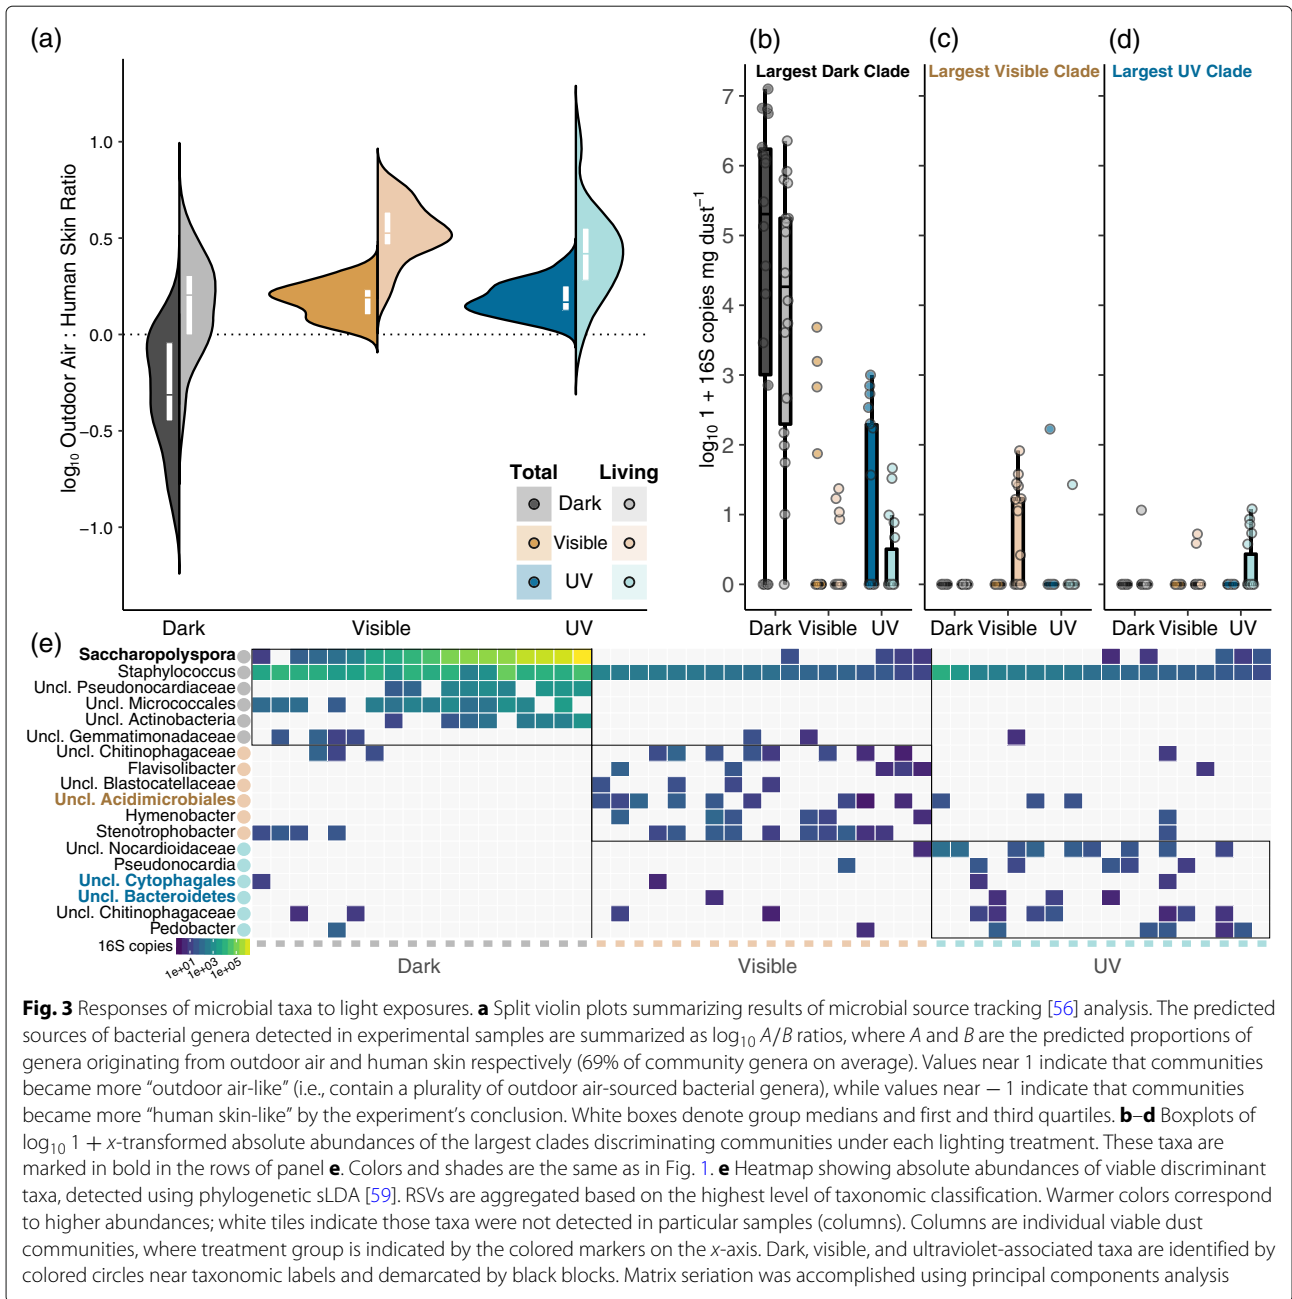 (a)
log10 Outdoor Air : Human Skin Ratio
1.0
0.5
0.0
−0.5
−1.0
Total Living
Dark
Visible
UV
Dark Visible UV
(b) (c) (d)
Largest Dark Clade Largest Visible Clade Largest UV Clade
log10 1 + 16S copies mg dust−1
7
6
5
4
3
2
1
0
Dark Visible UV Dark Visible UV Dark Visible UV
(e)
Saccharopolyspora
Staphylococcus
Uncl. Pseudonocardiaceae
Uncl. Micrococcales
Uncl. Actinobacteria
Uncl. Gemmatimonadaceae
Uncl. Chitinophagaceae
Flavisolibacter
Uncl. Blastocatellaceae
Uncl. Acidimicrobiales
Hymenobacter
Stenotrophobacter
Uncl. Nocardioidaceae
Pseudonocardia
Uncl. Cytophagales
Uncl. Bacteroidetes
Uncl. Chitinophagaceae
Pedobacter
16S copies
1e+01 1e+03 1e+05
Dark Visible UV
Fig. 3 Responses of microbial taxa to light exposures. a Split violin plots summarizing results of microbial source tracking [56] analysis. The predicted
sources of bacterial genera detected in experimental samples are summarized as log10 A/B ratios, where A and B are the predicted proportions of
genera originating from outdoor air and human skin respectively (69% of community genera on average). Values near 1 indicate that communities
became more “outdoor air-like” (i.e., contain a plurality of outdoor air-sourced bacterial genera), while values near − 1 indicate that communities
became more “human skin-like” by the experiment’s conclusion. White boxes denote group medians and first and third quartiles. b–d Boxplots of
log10 1 + x-transformed absolute abundances of the largest clades discriminating communities under each lighting treatment. These taxa are
marked in bold in the rows of panel e. Colors and shades are the same as in Fig. 1. e Heatmap showing absolute abundances of viable discriminant
taxa, detected using phylogenetic sLDA [59]. RSVs are aggregated based on the highest level of taxonomic classification. Warmer colors correspond
to higher abundances; white tiles indicate those taxa were not detected in particular samples (columns). Columns are individual viable dust
communities, where treatment group is indicated by the colored markers on the x-axis. Dark, visible, and ultraviolet-associated taxa are identified by
colored circles near taxonomic labels and demarcated by black blocks. Matrix seriation was accomplished using principal components analysis